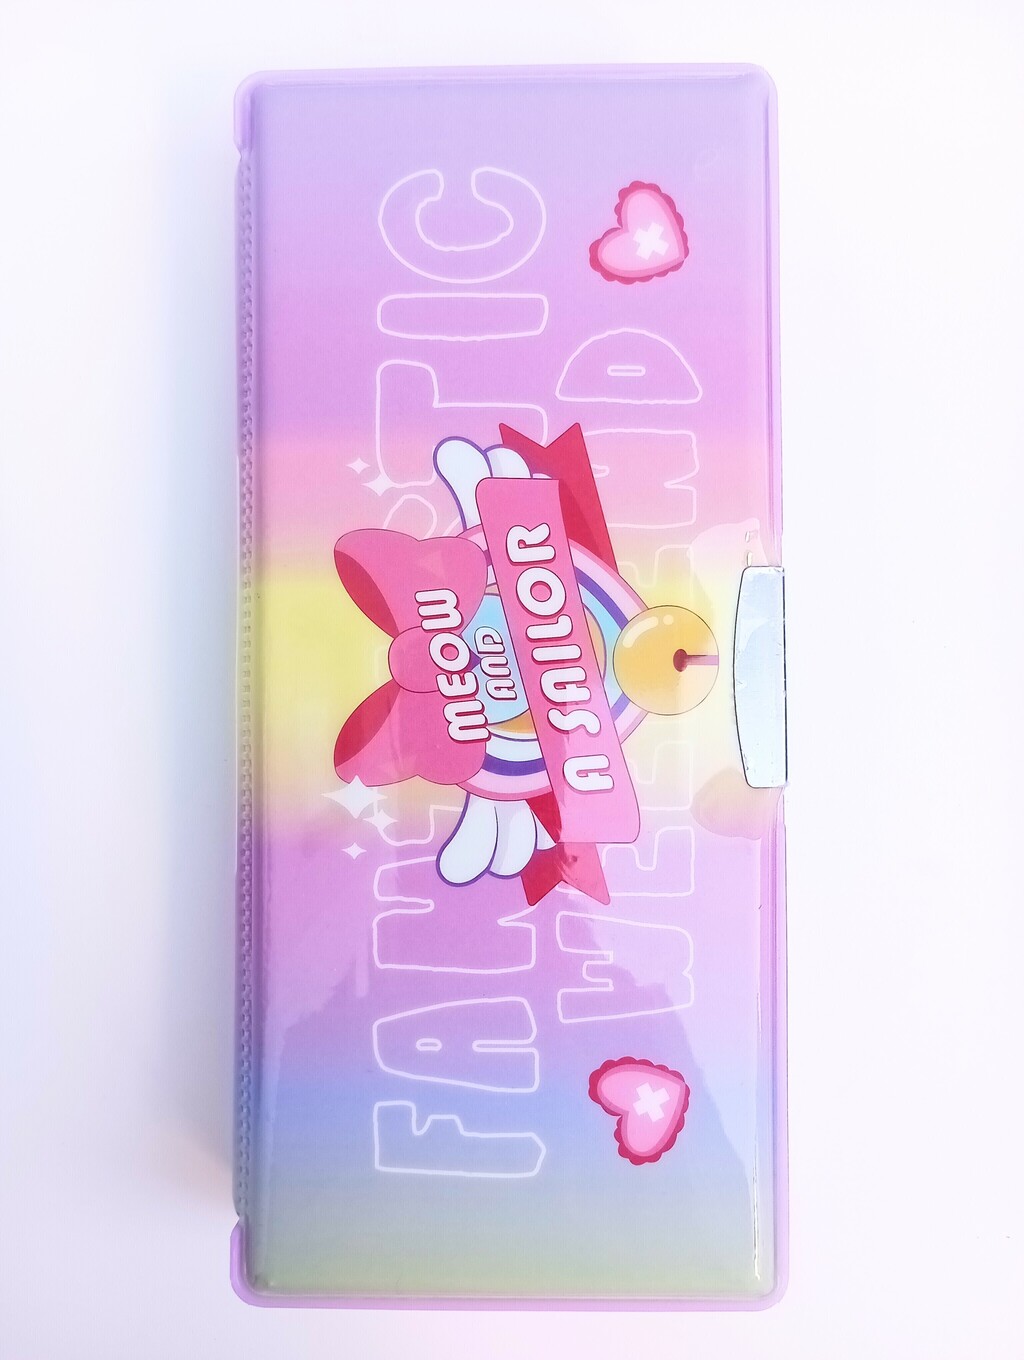 FANTASTIC
WEEKEND
MEOW
AND
A SAILOR